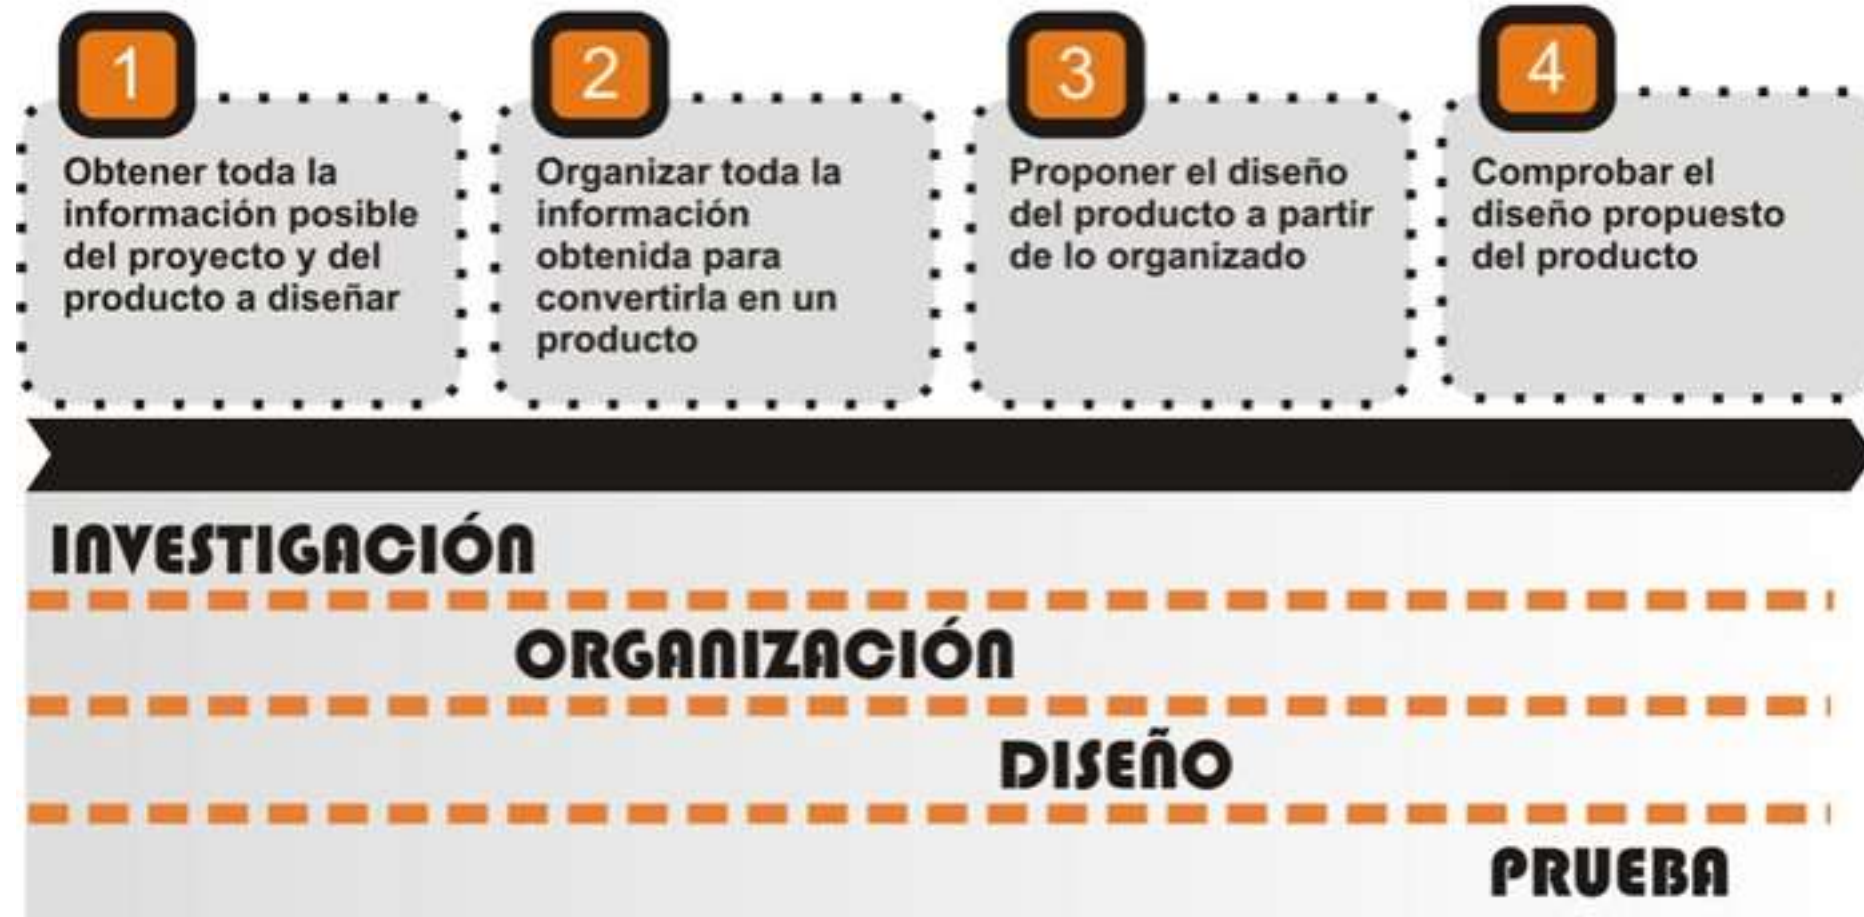 1
Obtener toda la
información posible
del proyecto y del
producto a diseñar
2
Organizar toda la
información
obtenida para
convertirla en un
producto
3
Proponer el diseño
del producto a partir
de lo organizado
4
Comprobar el
diseño propuesto
del producto
INVESTIGACIÓN
ORGANIZACIÓN
DISEÑO
PRUEBA